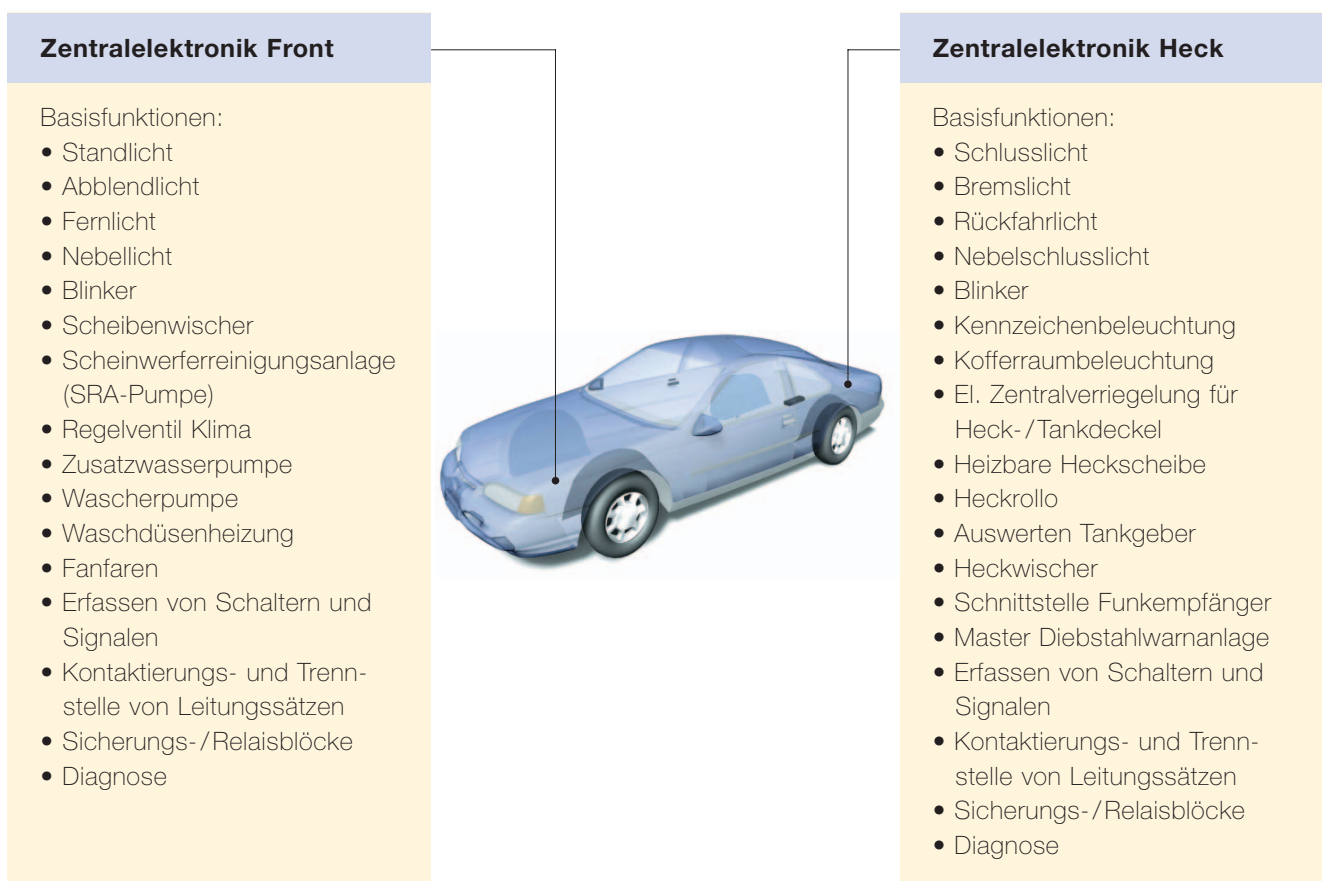 Zentralelektronik Front
Basisfunktionen:
• Standlicht
• Abblendlicht
• Fernlicht
• Nebellicht
• Blinker
• Scheibenwischer
• Scheinwerferreinigungsanlage
(SRA-Pumpe)
• Regelventil Klima
• Zusatzwasserpumpe
• Wascherpumpe
• Waschdüsenheizung
• Fanfaren
• Erfassen von Schaltern und
Signalen
• Kontaktierungs- und Trenn-
stelle von Leitungssätzen
• Sicherungs-/Relaisblöcke
• Diagnose
Zentralelektronik Heck
Basisfunktionen:
• Schlusslicht
• Bremslicht
• Rückfahrlicht
• Nebelschlusslicht
• Blinker
• Kennzeichenbeleuchtung
• Kofferraumbeleuchtung
• El. Zentralverriegelung für
Heck-/Tankdeckel
• Heizbare Heckscheibe
• Heckrollo
• Auswerten Tankgeber
• Heckwischer
• Schnittstelle Funkempfänger
• Master Diebstahlwarnanlage
• Erfassen von Schaltern und
Signalen
• Kontaktierungs- und Trenn-
stelle von Leitungssätzen
• Sicherungs-/Relaisblöcke
• Diagnose